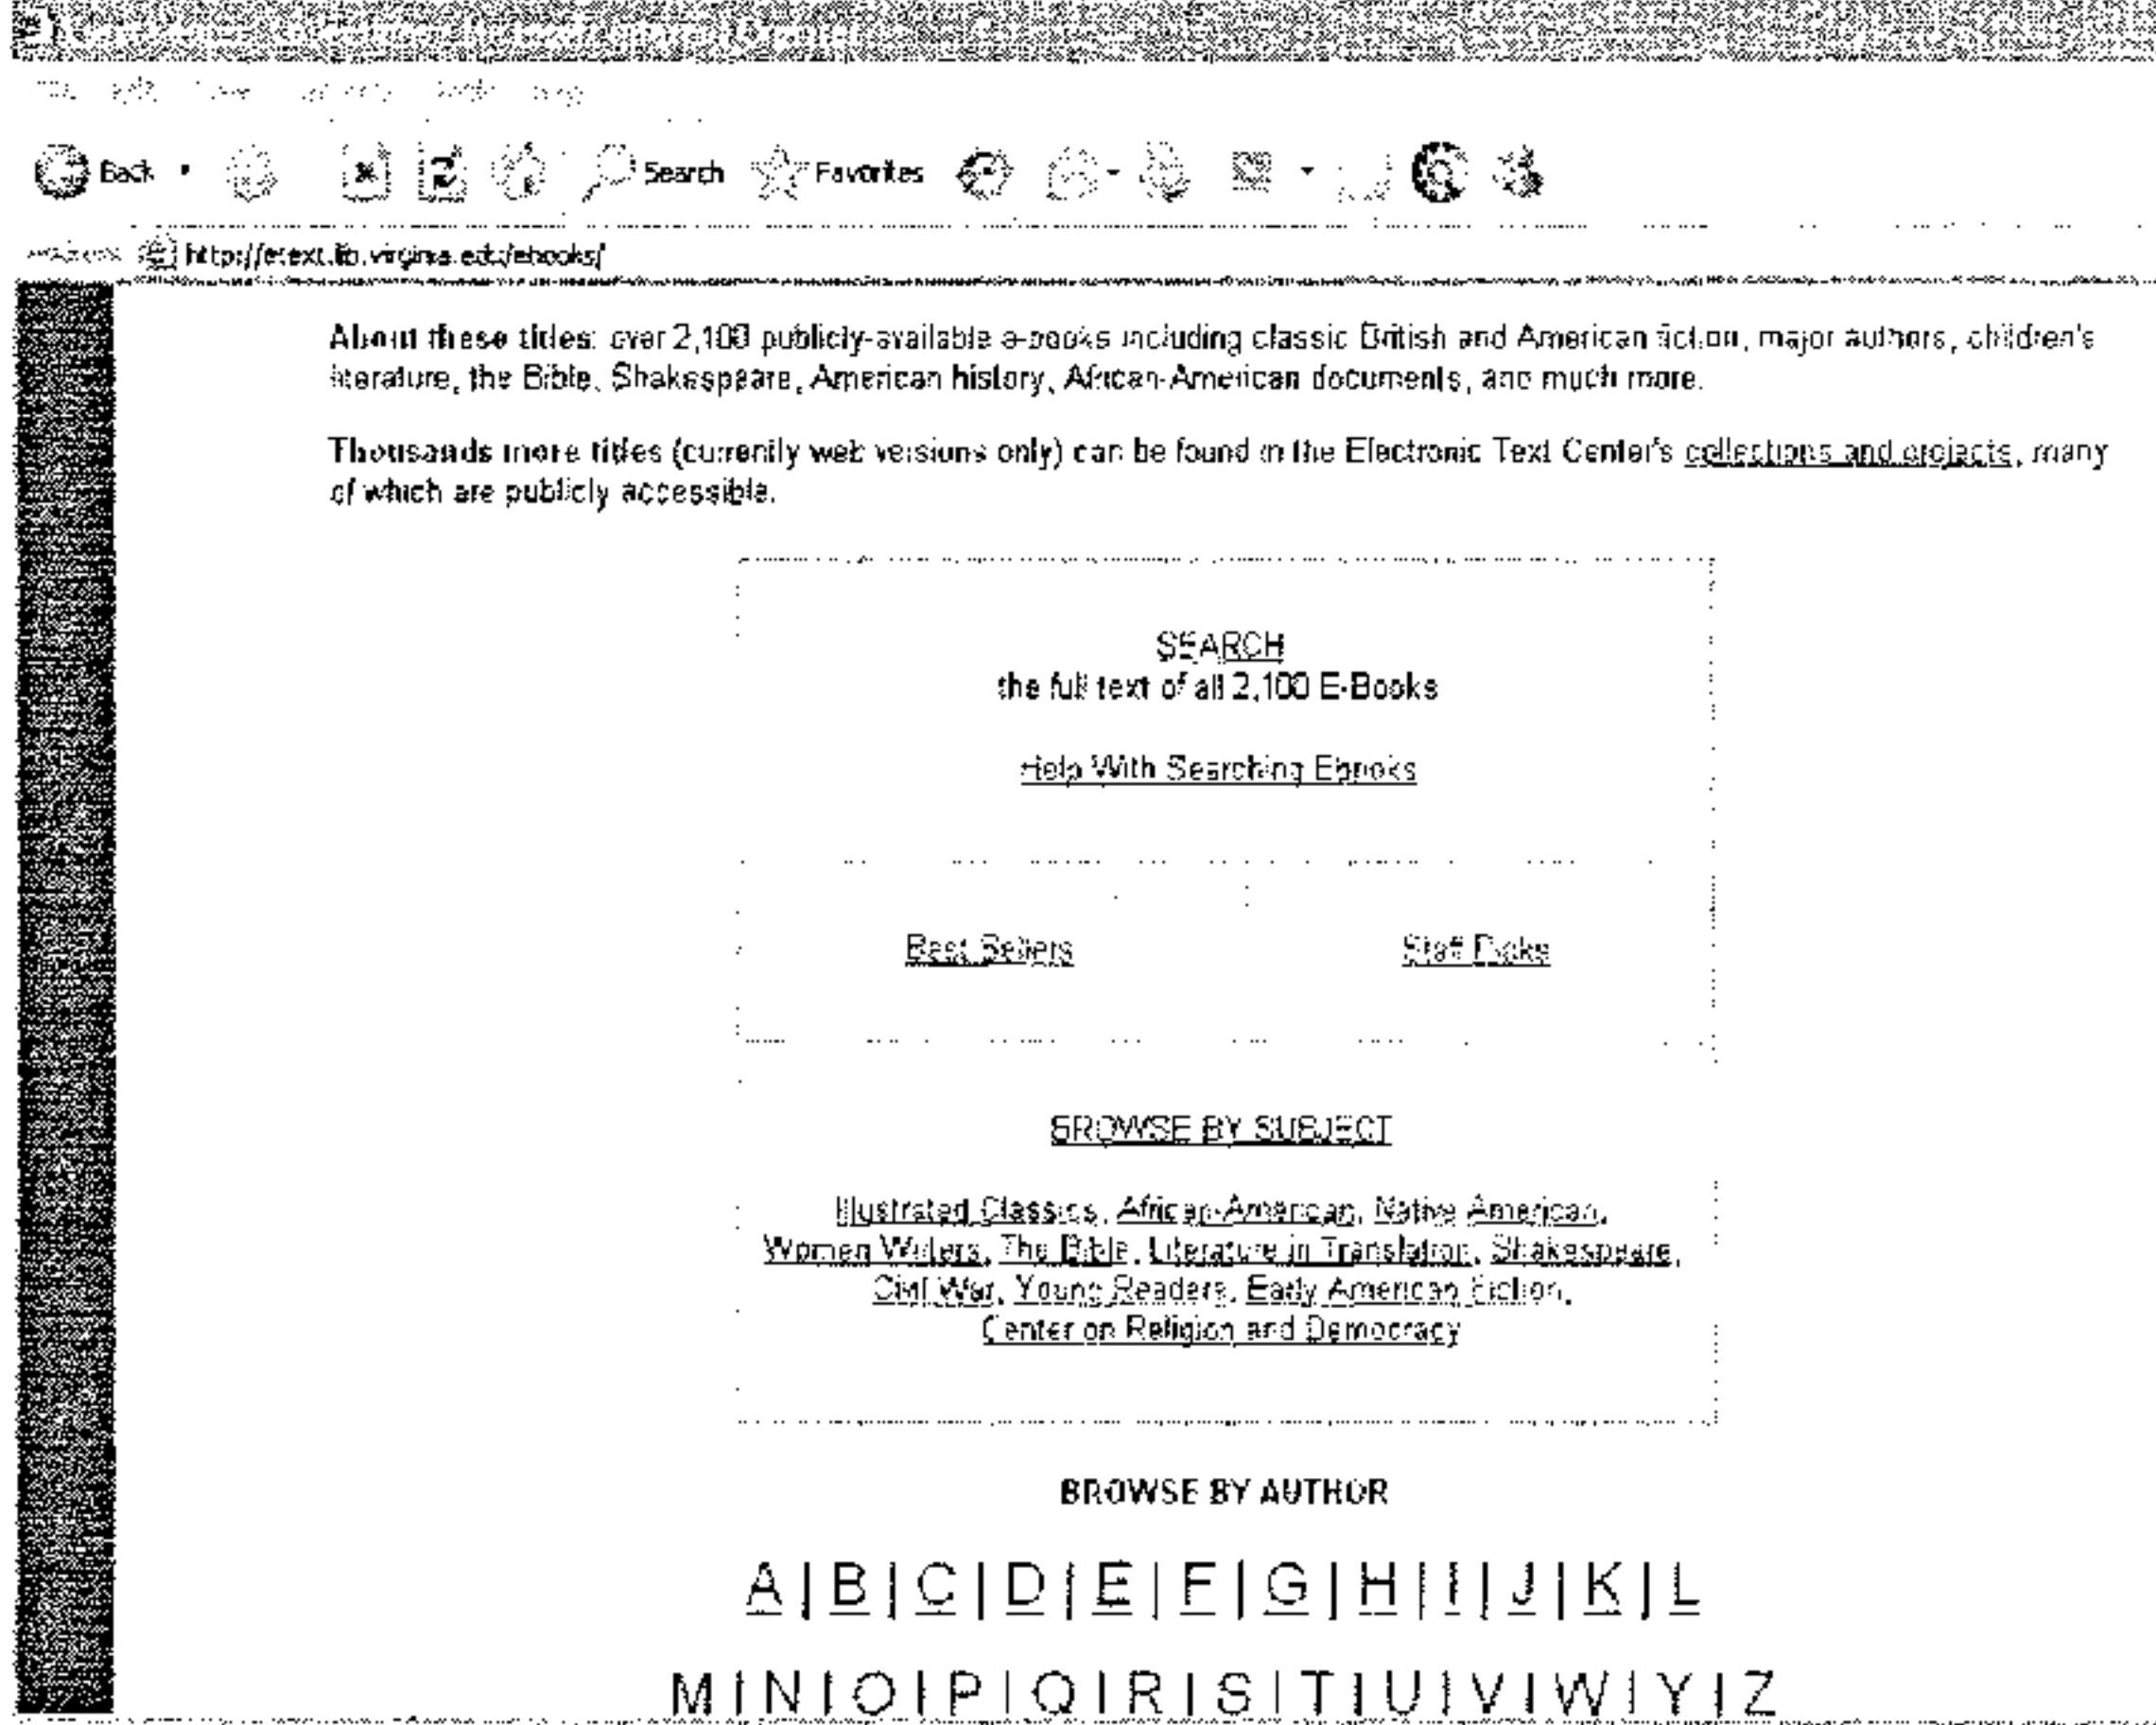 Back Search Favorites
http://etext.lib.virginia.edu/ebooks/
About these titles: over 2,100 publicly-available e-books including classic British and American fiction, major authors, children's
literature, the Bible, Shakespeare, American history, African-American documents, and much more.
Thousands more titles (currently web versions only) can be found in the Electronic Text Center's collections and projects, many
of which are publicly accessible.
SEARCH
the full text of all 2,100 E-Books
Help With Searching Ebooks
Best Sellers Staff Picks
BROWSE BY SUBJECT
Illustrated Classics, African-American, Native American,
Women Writers, The Bible, Literature in Translation, Shakespeare,
Civil War, Young Readers, Early American Fiction,
Center on Religion and Democracy
BROWSE BY AUTHOR
A | B | C | D | E | F | G | H | I | J | K | L
M | N | O | P | Q | R | S | T | U | V | W | Y | Z